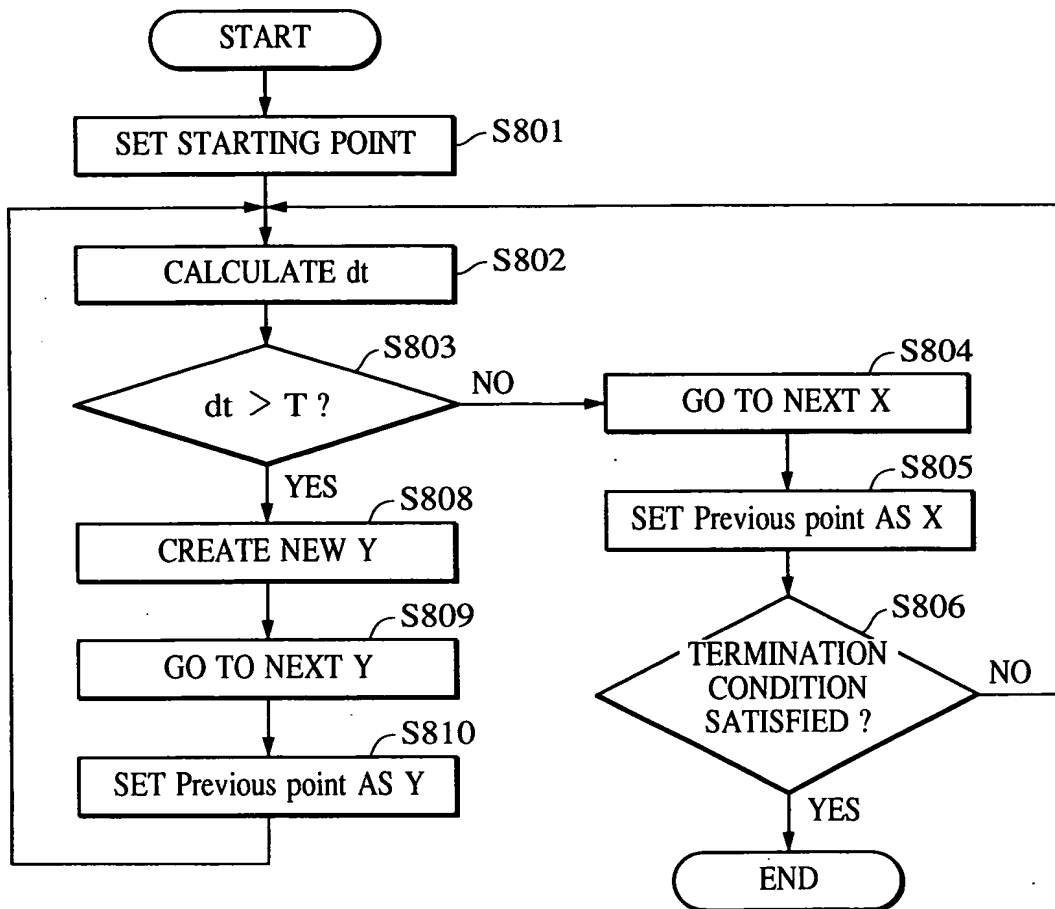 START
SET STARTING POINT
S801
CALCULATE dt
S802
dt > T ?
S803
NO
YES
GO TO NEXT X
S804
SET Previous point AS X
S805
TERMINATION
CONDITION
SATISFIED ?
S806
NO
YES
END
CREATE NEW Y
S808
GO TO NEXT Y
S809
SET Previous point AS Y
S810